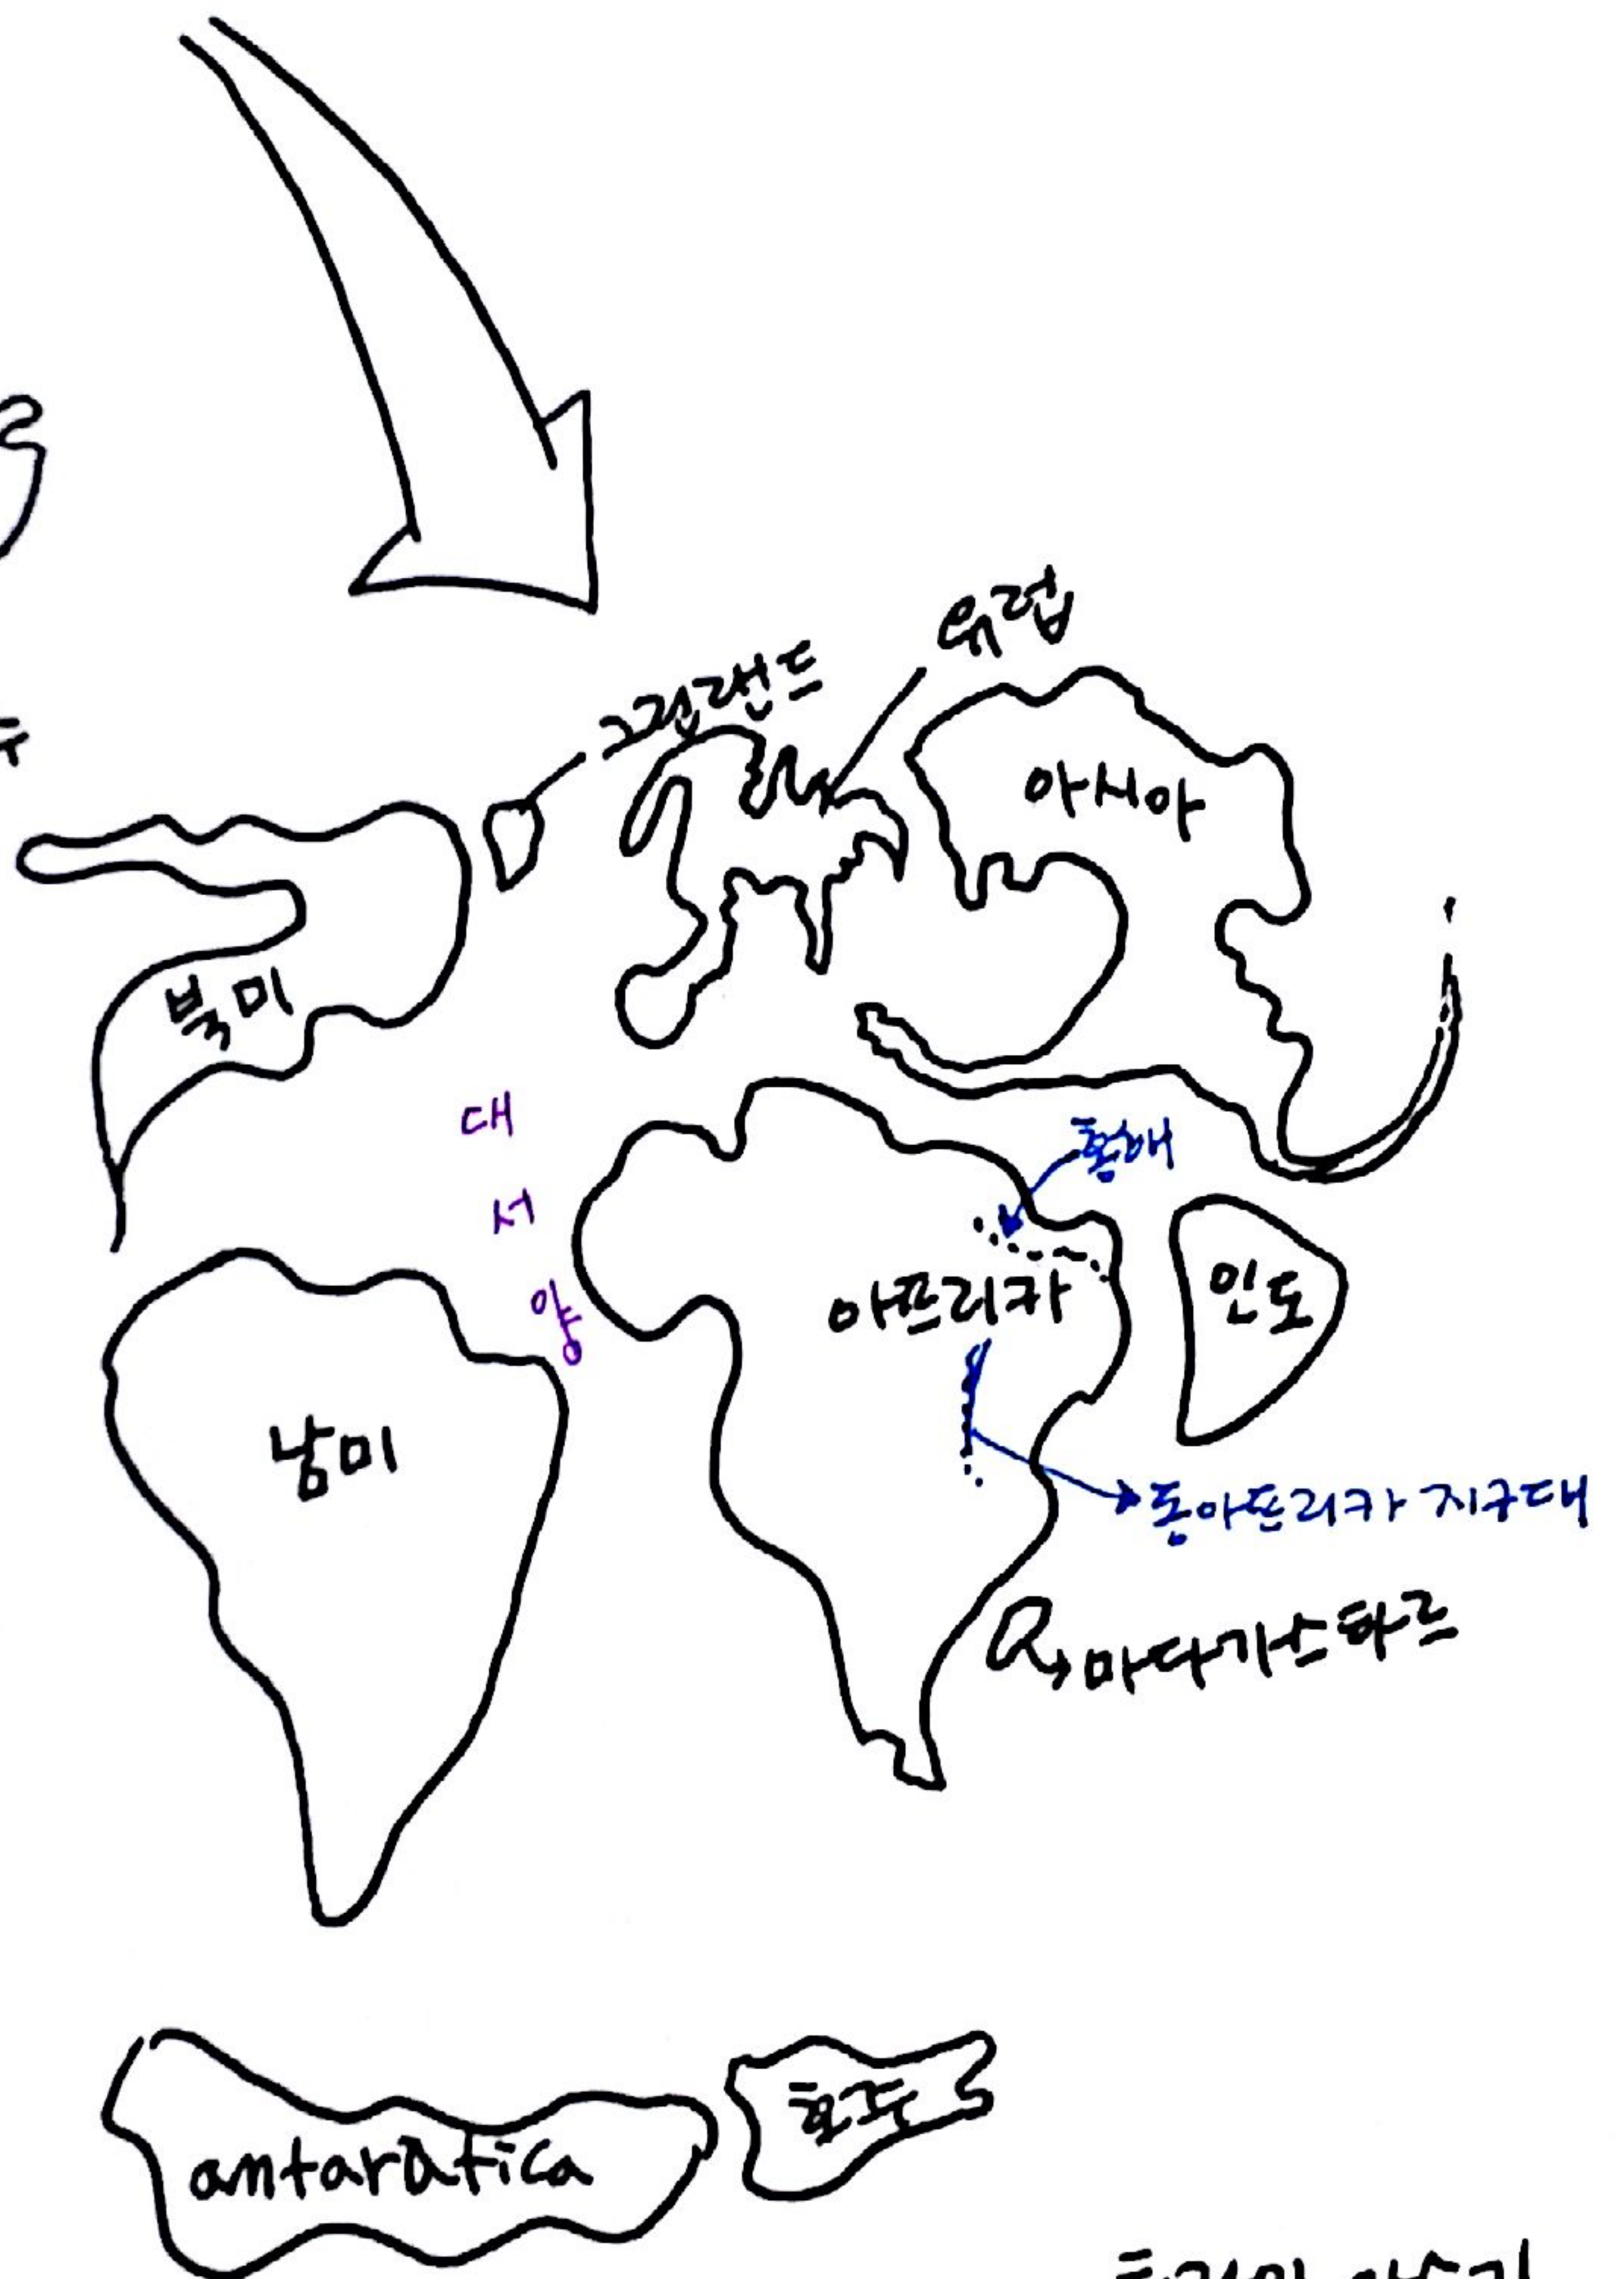 유럽
그린랜드
아시아
북미
대
서
양
홍해
인도
아프리카
남미
동아프리카 지구대
마다가스카르
호주
antaractica